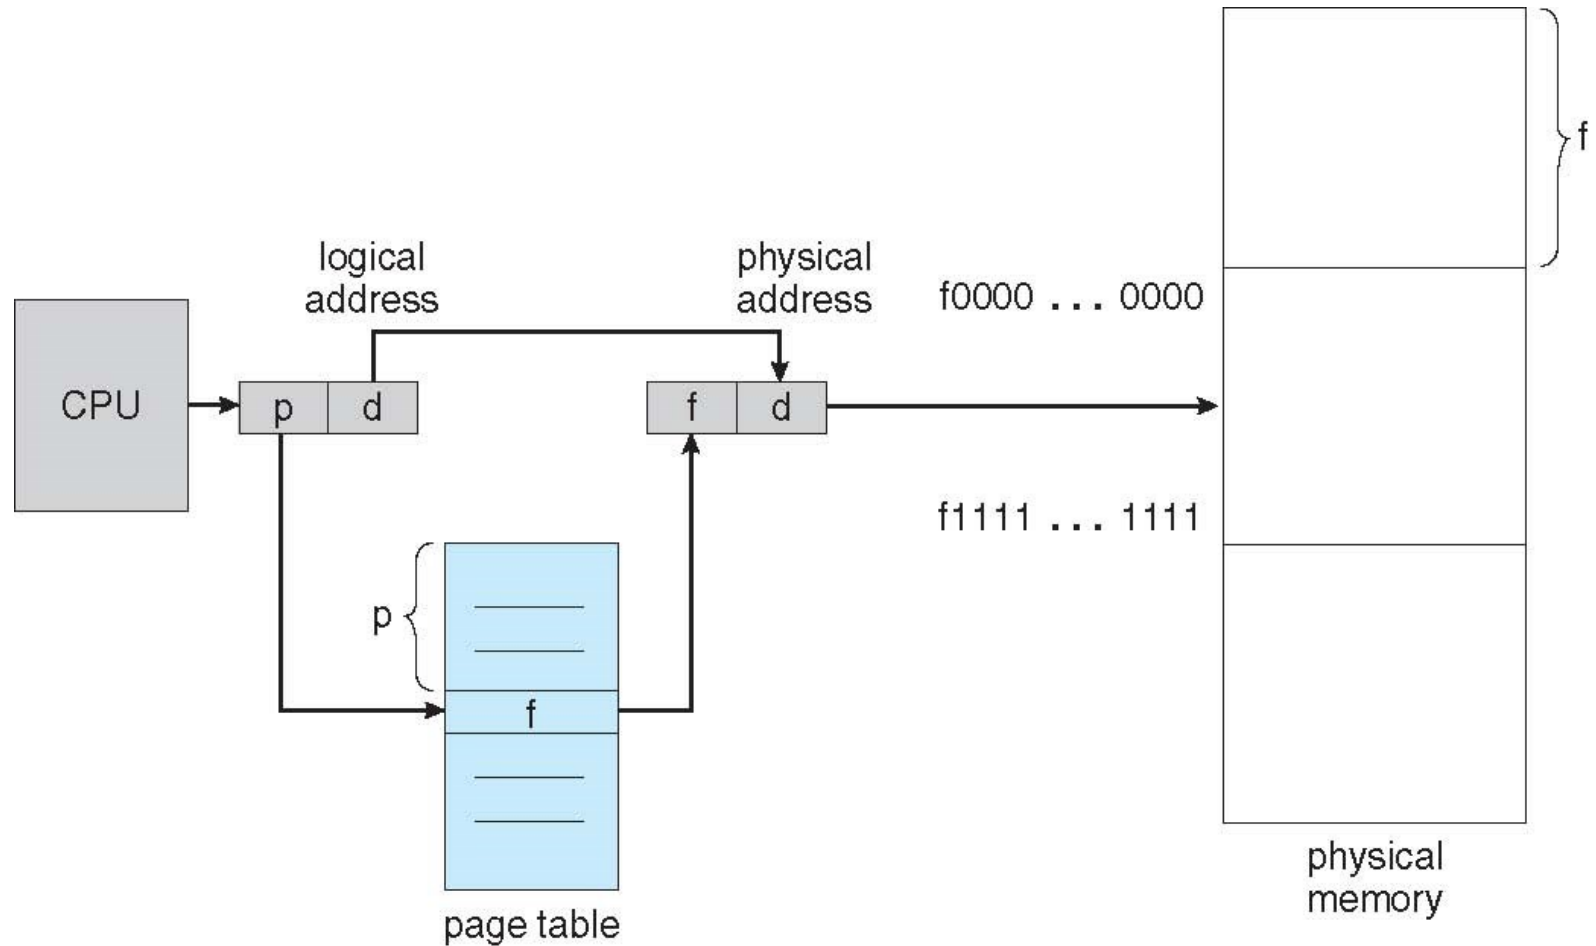 f
logical
address
physical
address
f0000 ... 0000
CPU
p
d
f
d
f1111 ... 1111
p
f
page table
physical
memory